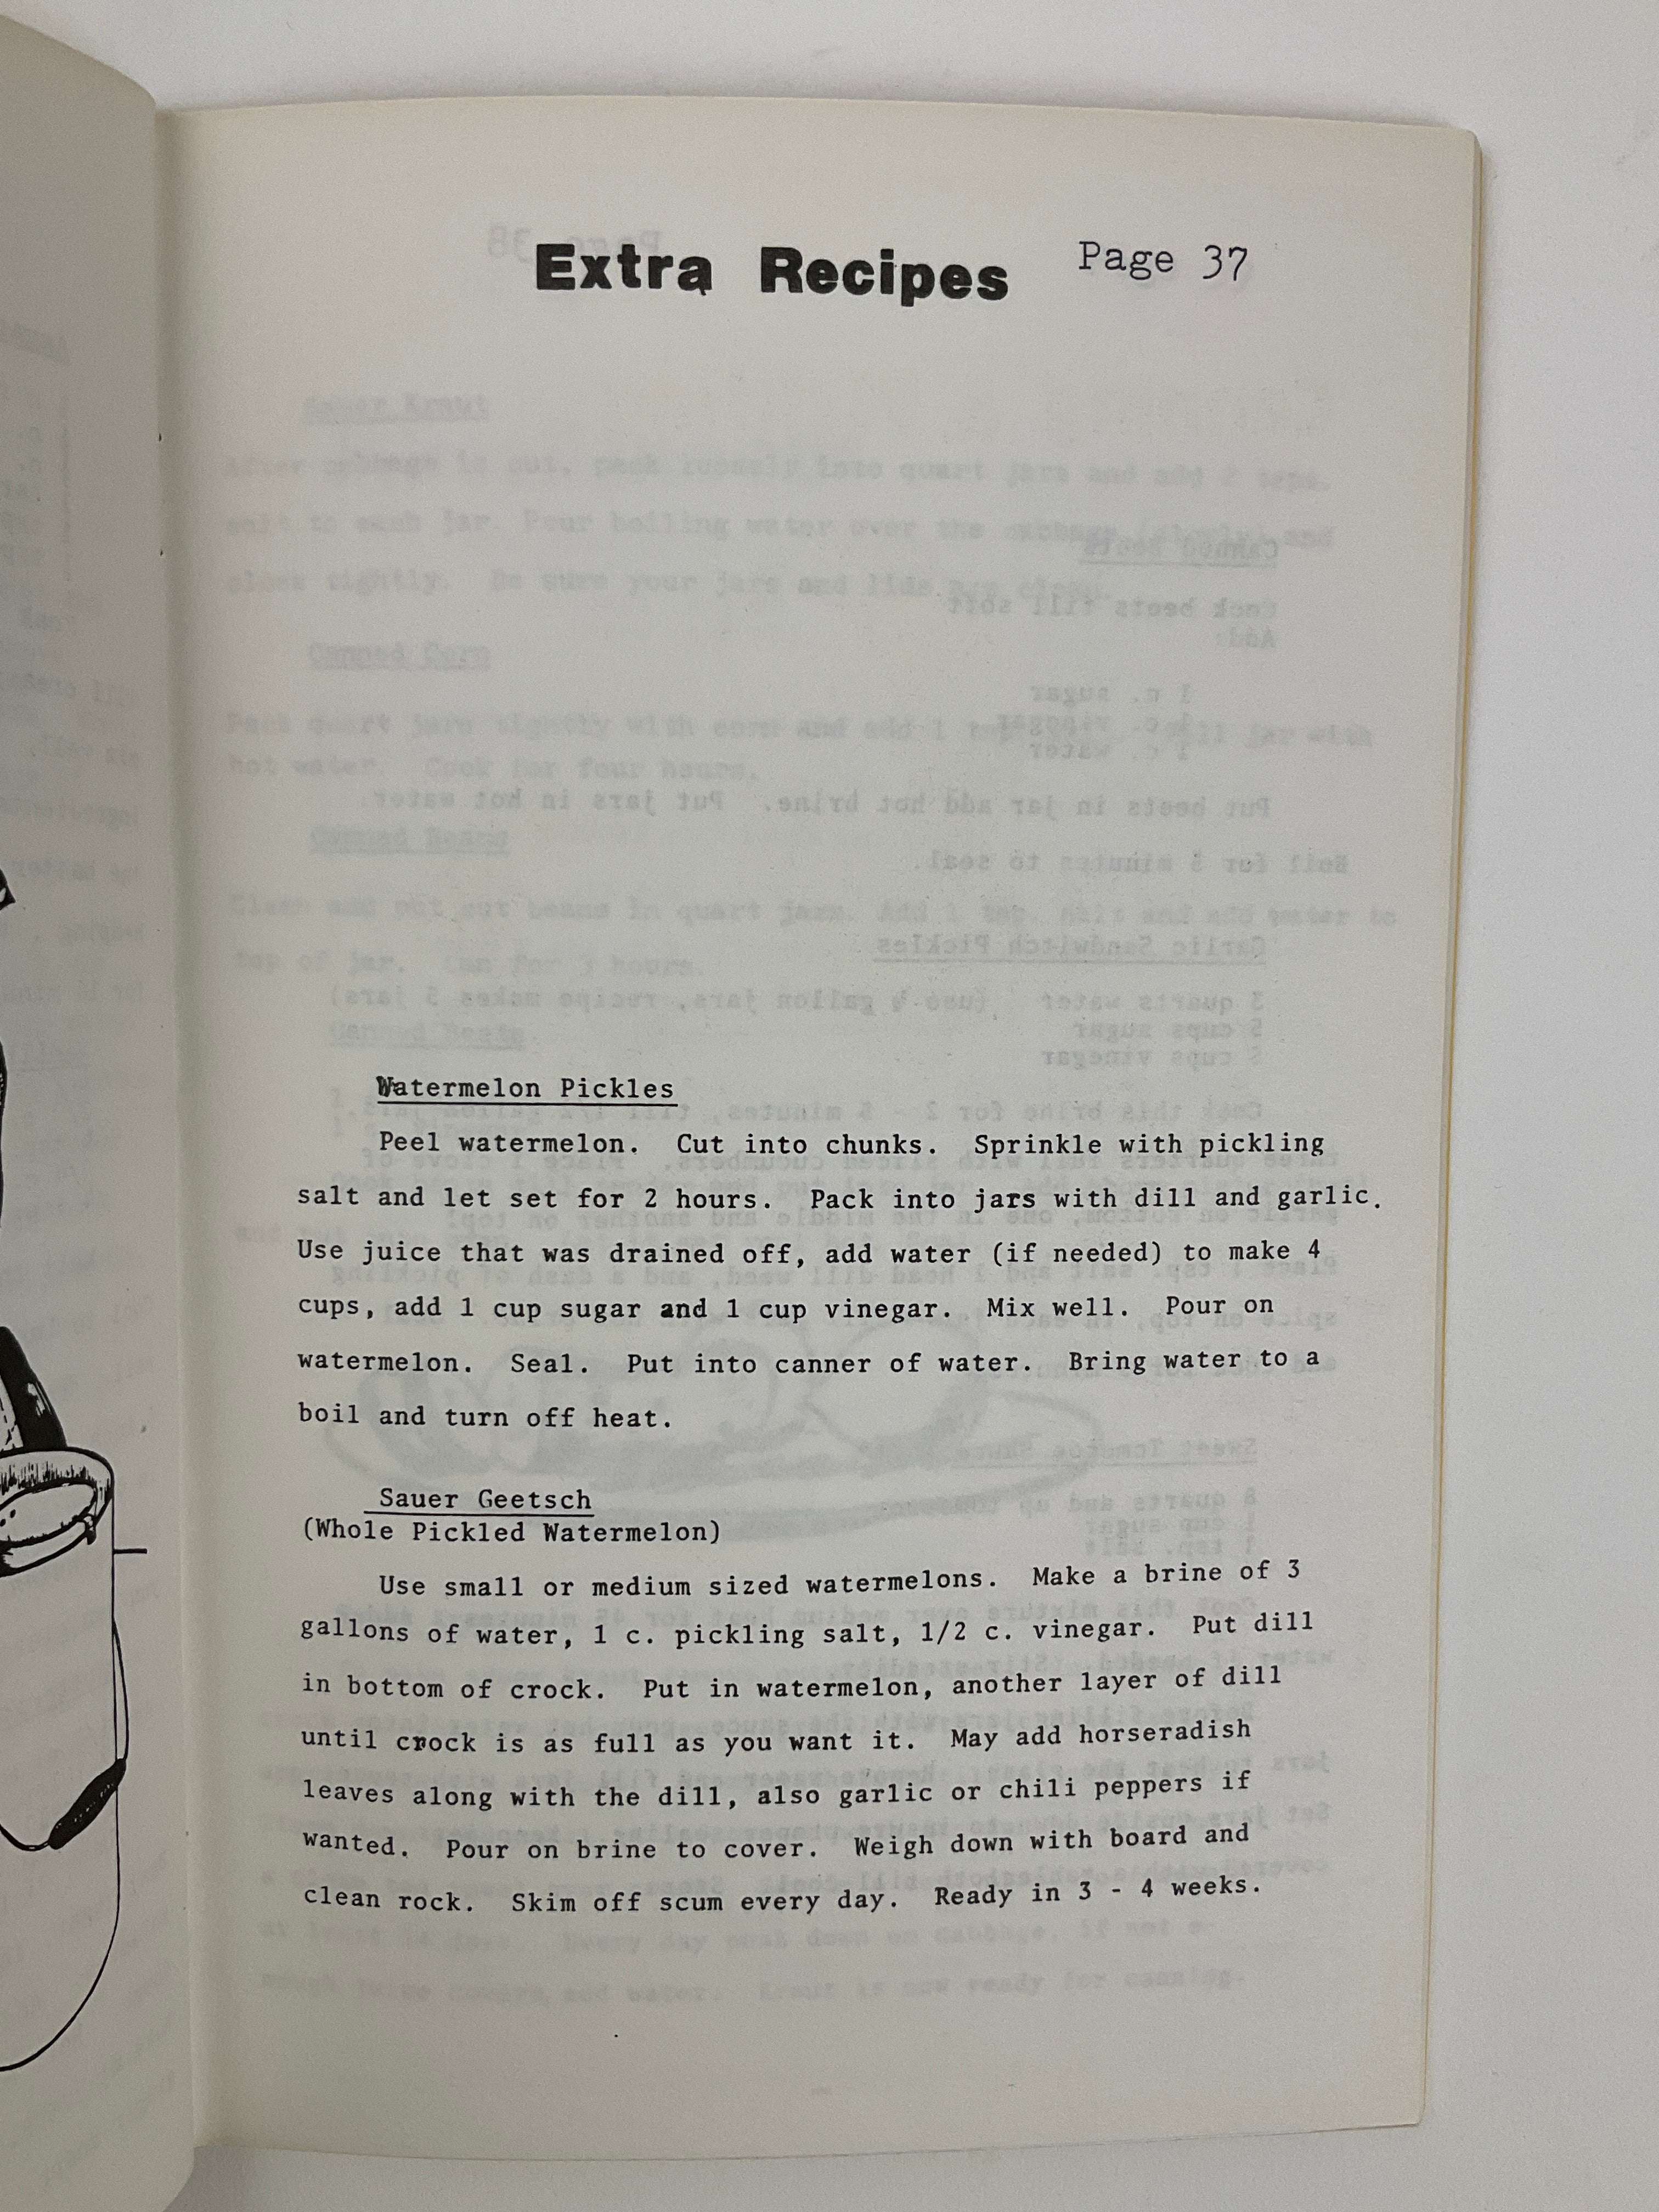 Extra Recipes Page 37
Watermelon Pickles
Peel watermelon. Cut into chunks. Sprinkle with pickling
salt and let set for 2 hours. Pack into jars with dill and garlic.
Use juice that was drained off, add water (if needed) to make 4
cups, add 1 cup sugar and 1 cup vinegar. Mix well. Pour on
watermelon. Seal. Put into canner of water. Bring water to a
boil and turn off heat.
Sauer Geetsch
(Whole Pickled Watermelon)
Use small or medium sized watermelons. Make a brine of 3
gallons of water, 1 c. pickling salt, 1/2 c. vinegar. Put dill
in bottom of crock. Put in watermelon, another layer of dill
until crock is as full as you want it. May add horseradish
leaves along with the dill, also garlic or chili peppers if
wanted. Pour on brine to cover. Weigh down with board and
clean rock. Skim off scum every day. Ready in 3 - 4 weeks.